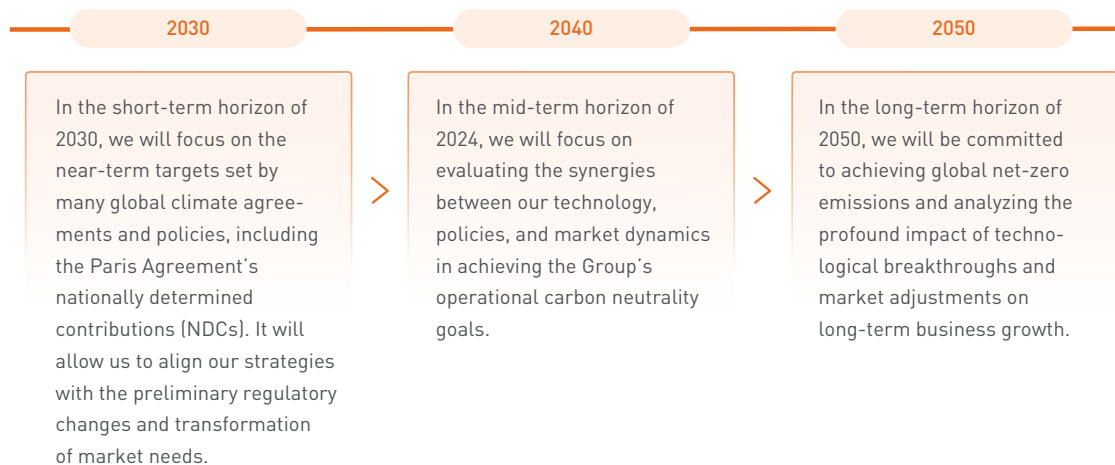 2030
In the short-term horizon of
2030, we will focus on the
near-term targets set by
many global climate agree-
ments and policies, including
the Paris Agreement's
nationally determined
contributions (NDCs). It will
allow us to align our strategies
with the preliminary regulatory
changes and transformation
of market needs.
2040
In the mid-term horizon of
2024, we will focus on
evaluating the synergies
between our technology,
policies, and market dynamics
in achieving the Group's
operational carbon neutrality
goals.
2050
In the long-term horizon of
2050, we will be committed
to achieving global net-zero
emissions and analyzing the
profound impact of techno-
logical breakthroughs and
market adjustments on
long-term business growth.